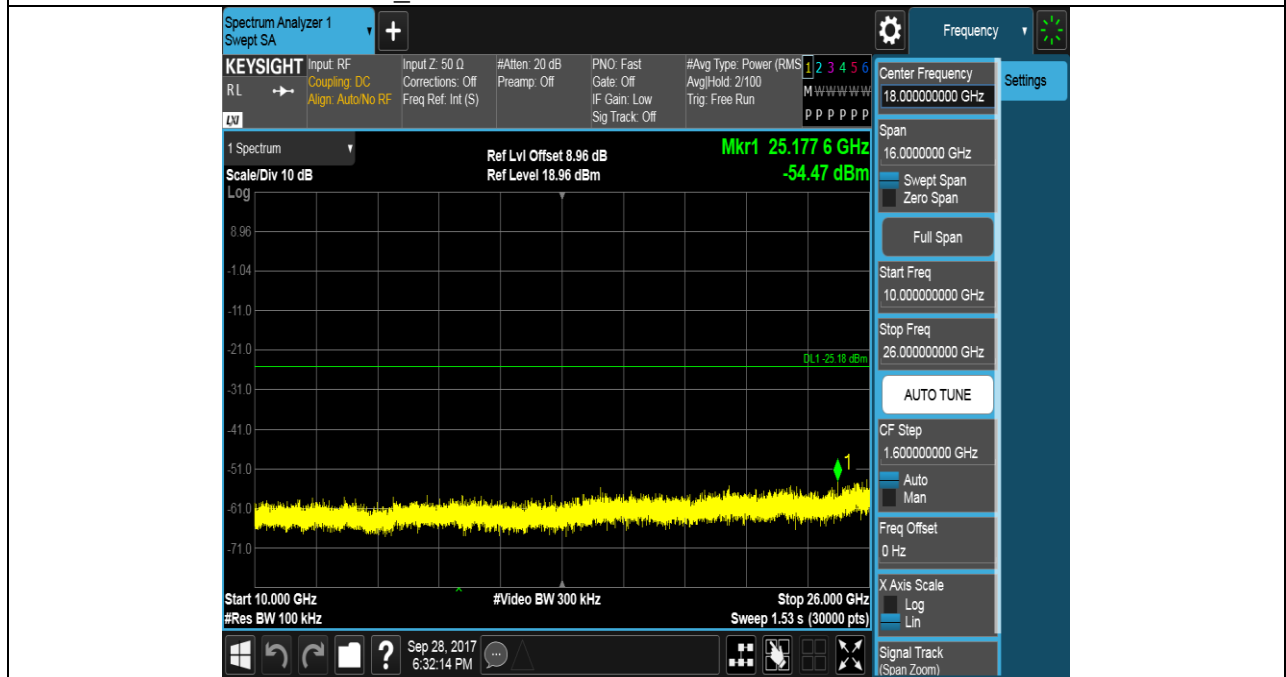 Spectrum Analyzer 1
Swept SA
+
Frequency
KEYSIGHT
RL
LXI
Input: RF
Coupling: DC
Align: Auto/No RF
Input Z: 50 Ω
Corrections: Off
Freq Ref: Int (S)
#Atten: 20 dB
Preamp: Off
PNO: Fast
Gate: Off
IF Gain: Low
Sig Track: Off
#Avg Type: Power (RMS
Avg|Hold: 2/100
Trig: Free Run
1 2 3 4 5 6
M W W W W W
P P P P P P
1 Spectrum
Scale/Div 10 dB
Ref Lvl Offset 8.96 dB
Ref Level 18.96 dBm
Mkr1 25.177 6 GHz
-54.47 dBm
Log
8.96
-1.04
-11.0
-21.0
DL1 -25.18 dBm
-31.0
-41.0
-51.0
1
-61.0
-71.0
Start 10.000 GHz
#Res BW 100 kHz
#Video BW 300 kHz
Stop 26.000 GHz
Sweep 1.53 s (30000 pts)
?
Sep 28, 2017
6:32:14 PM
Center Frequency
18.000000000 GHz
Settings
Span
16.0000000 GHz
Swept Span
Zero Span
Full Span
Start Freq
10.000000000 GHz
Stop Freq
26.000000000 GHz
AUTO TUNE
CF Step
1.600000000 GHz
Auto
Man
Freq Offset
0 Hz
X Axis Scale
Log
Lin
Signal Track
(Span Zoom)